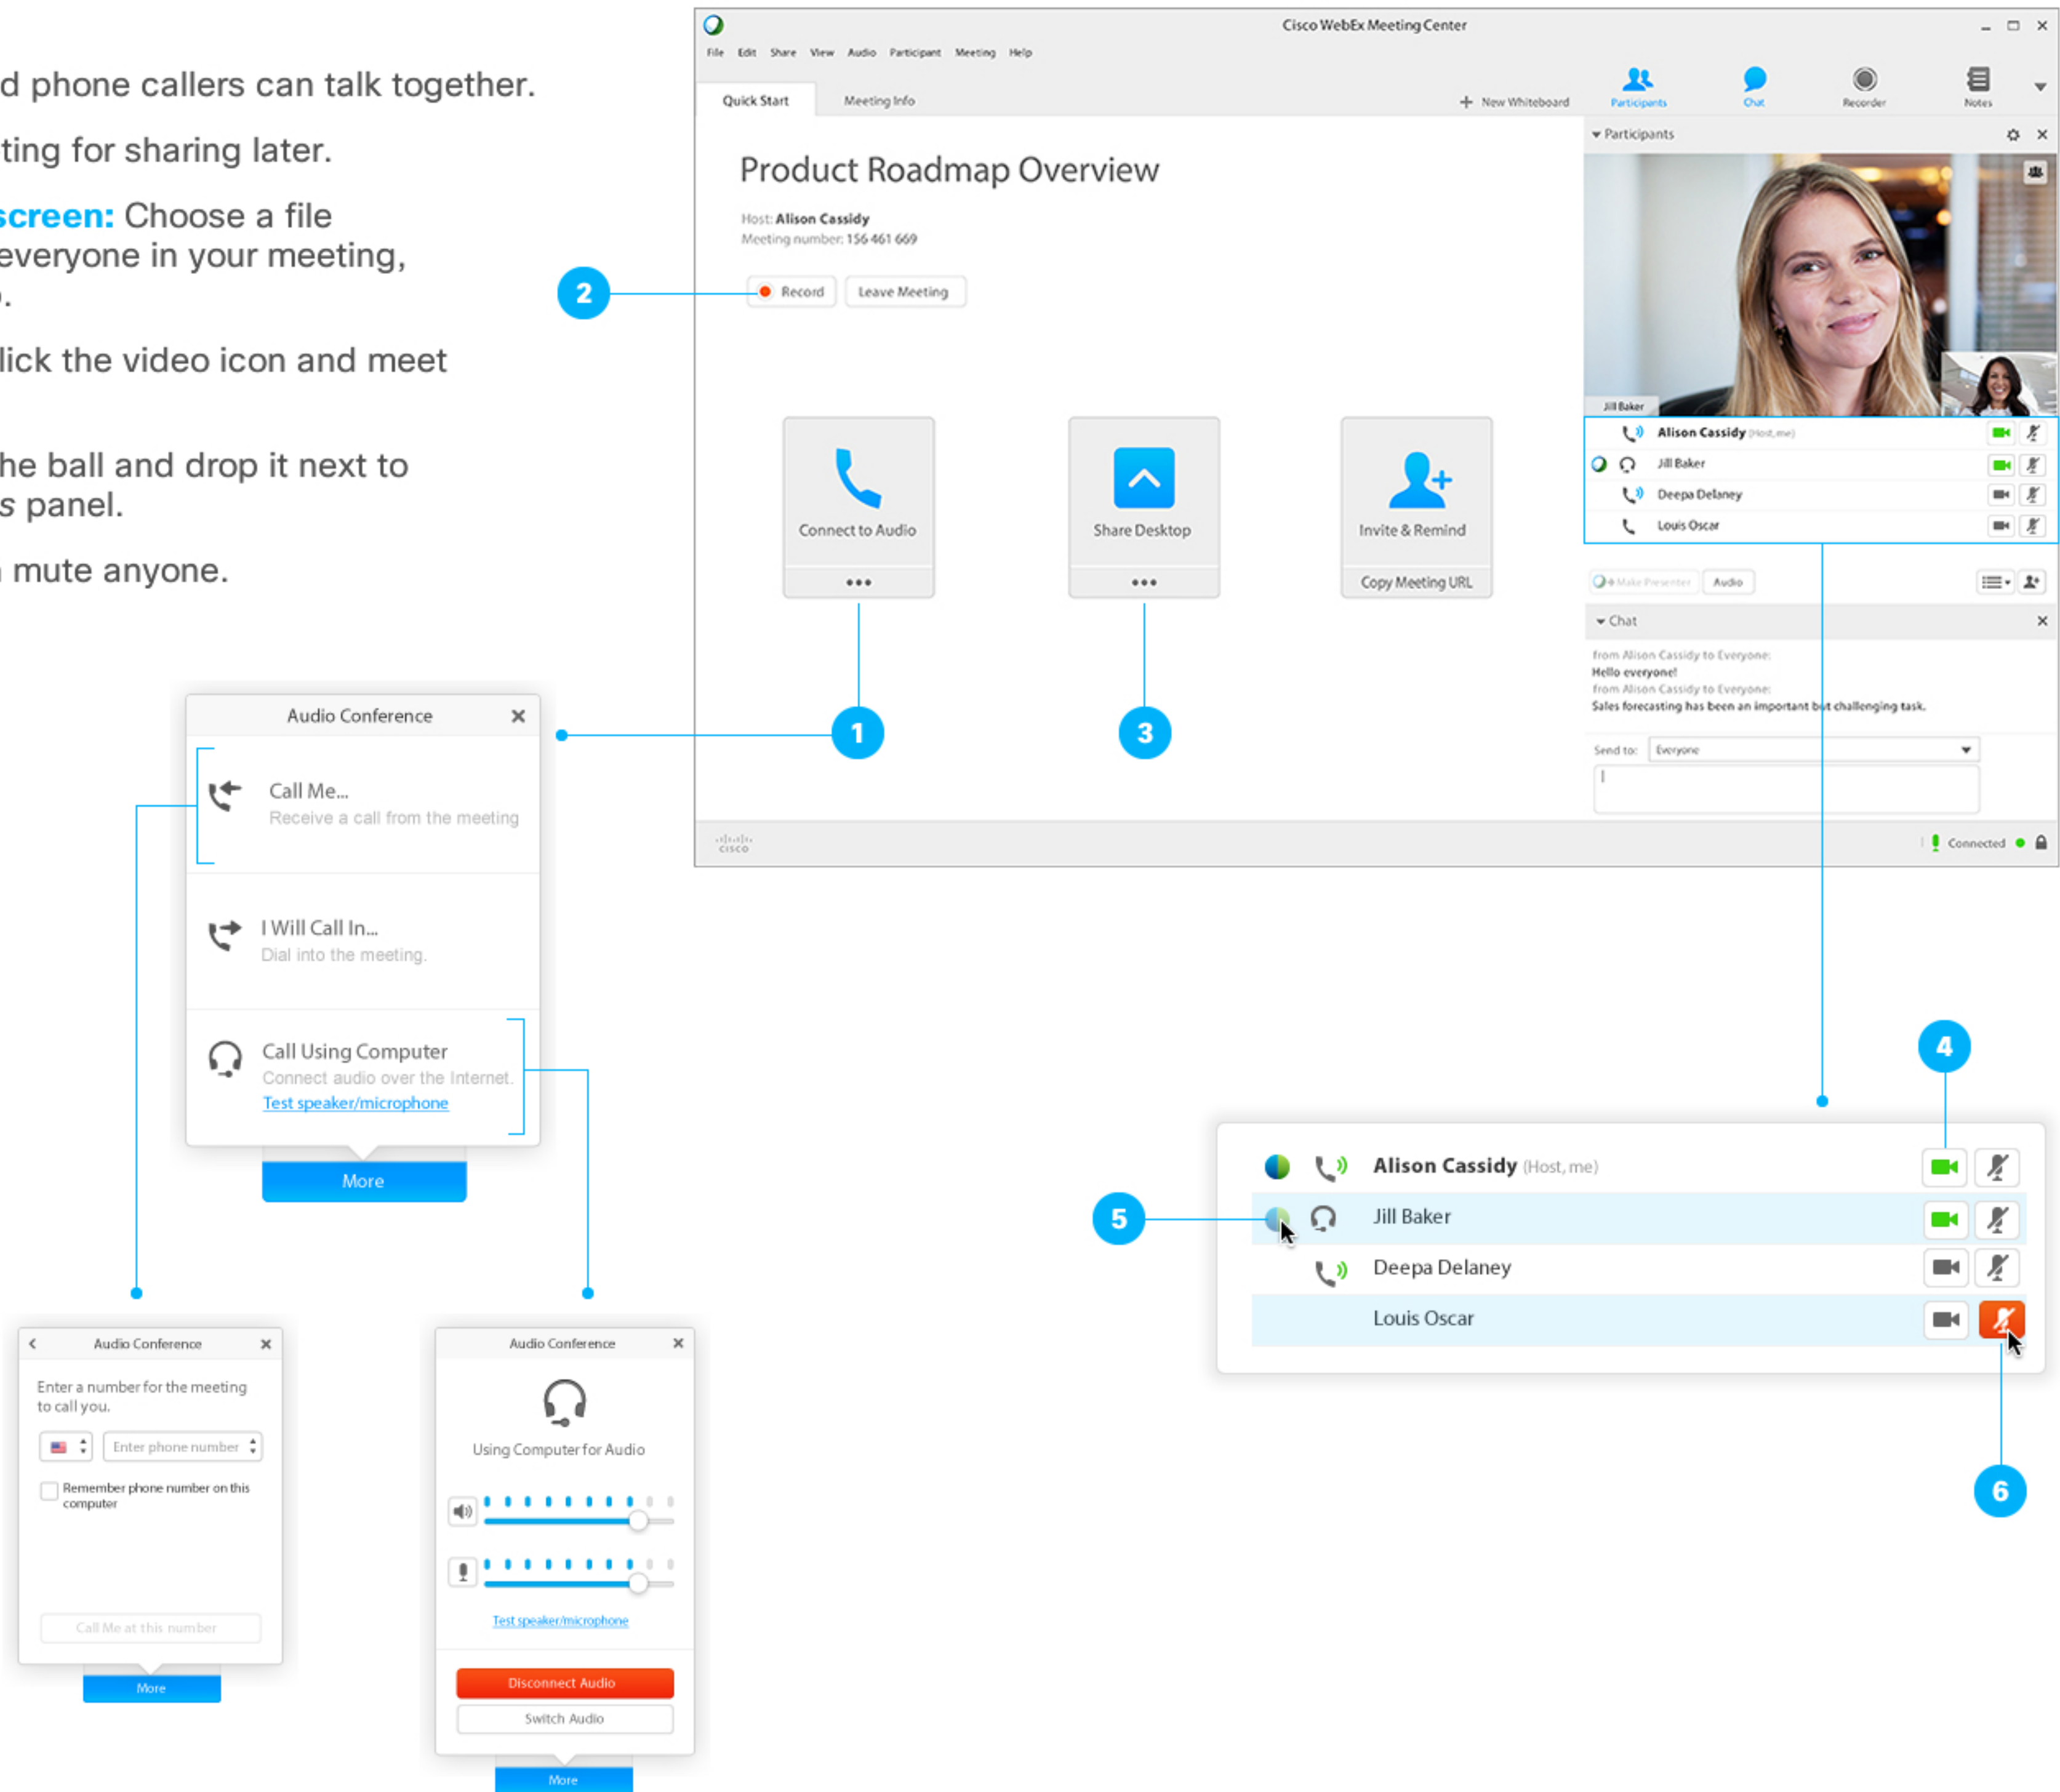 d phone callers can talk together.
ting for sharing later.
screen: Choose a file
everyone in your meeting,
.
lick the video icon and meet
he ball and drop it next to
s panel.
mute anyone.
Cisco WebEx Meeting Center
File Edit Share View Audio Participant Meeting Help
Quick Start Meeting Info
+ New Whiteboard
Participants Chat Recorder Notes
Participants
Product Roadmap Overview
Host: Alison Cassidy
Meeting number: 156 461 669
2
Record Leave Meeting
Jill Baker
Alison Cassidy (Host, me)
Jill Baker
Deepa Delaney
Louis Oscar
Connect to Audio
Share Desktop
Invite & Remind
Copy Meeting URL
Make Presenter Audio
Chat
from Alison Cassidy to Everyone:
Hello everyone!
from Alison Cassidy to Everyone:
Sales forecasting has been an important but challenging task.
Send to: Everyone
1
3
CISCO
Connected
Audio Conference
Call Me...
Receive a call from the meeting
I Will Call In...
Dial into the meeting.
Call Using Computer
Connect audio over the Internet.
Test speaker/microphone
More
4
Alison Cassidy (Host, me)
5
Jill Baker
Deepa Delaney
Louis Oscar
6
Audio Conference
Enter a number for the meeting
to call you.
Enter phone number
Remember phone number on this
computer
Call Me at this number
More
Audio Conference
Using Computer for Audio
Test speaker/microphone
Disconnect Audio
Switch Audio
More